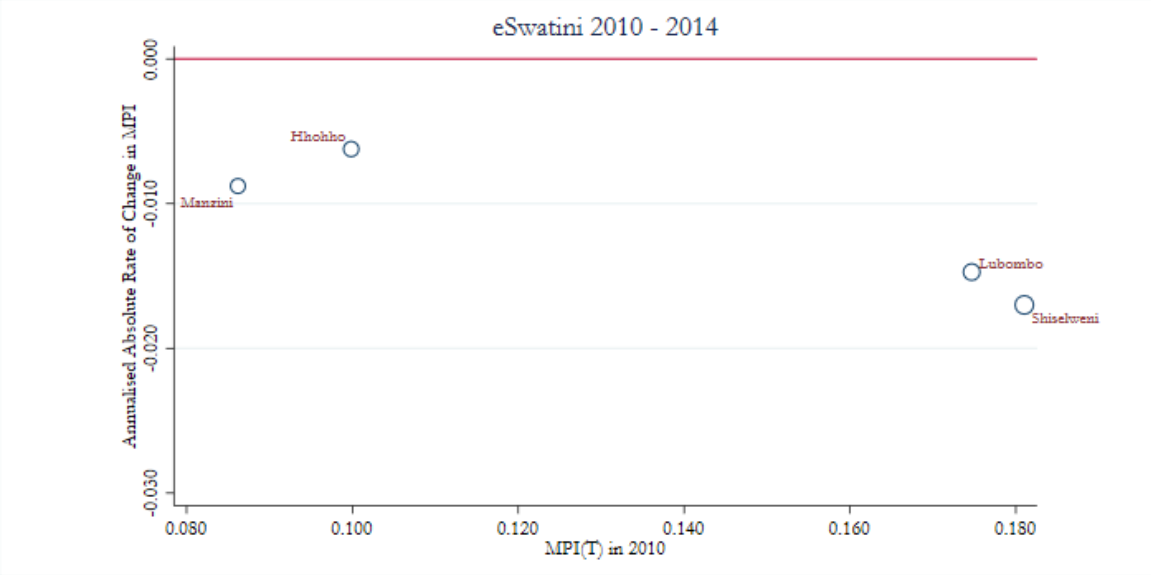 eSwatini 2010 - 2014
Annualised Absolute Rate of Change in MPI
0.000
-0.010
-0.020
-0.030
Hhohho
Manzini
Lubombo
Shiselweni
0.080 0.100 0.120 0.140 0.160 0.180
MPI(T) in 2010